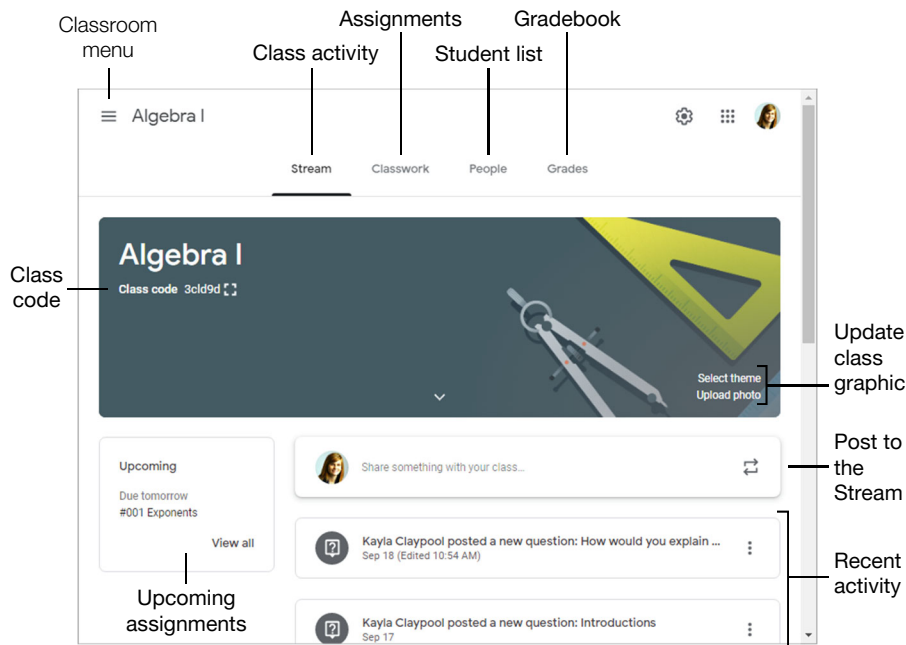 Classroom
menu
Class activity
Assignments
Student list
Gradebook
Algebra I
Stream
Classwork
People
Grades
Algebra I
Class code 3cld9d
Class
code
Select theme
Upload photo
Update
class
graphic
Upcoming
Due tomorrow
#001 Exponents
View all
Upcoming
assignments
Share something with your class...
Post to
the
Stream
Kayla Claypool posted a new question: How would you explain ...
Sep 18 (Edited 10:54 AM)
Kayla Claypool posted a new question: Introductions
Sep 17
Recent
activity